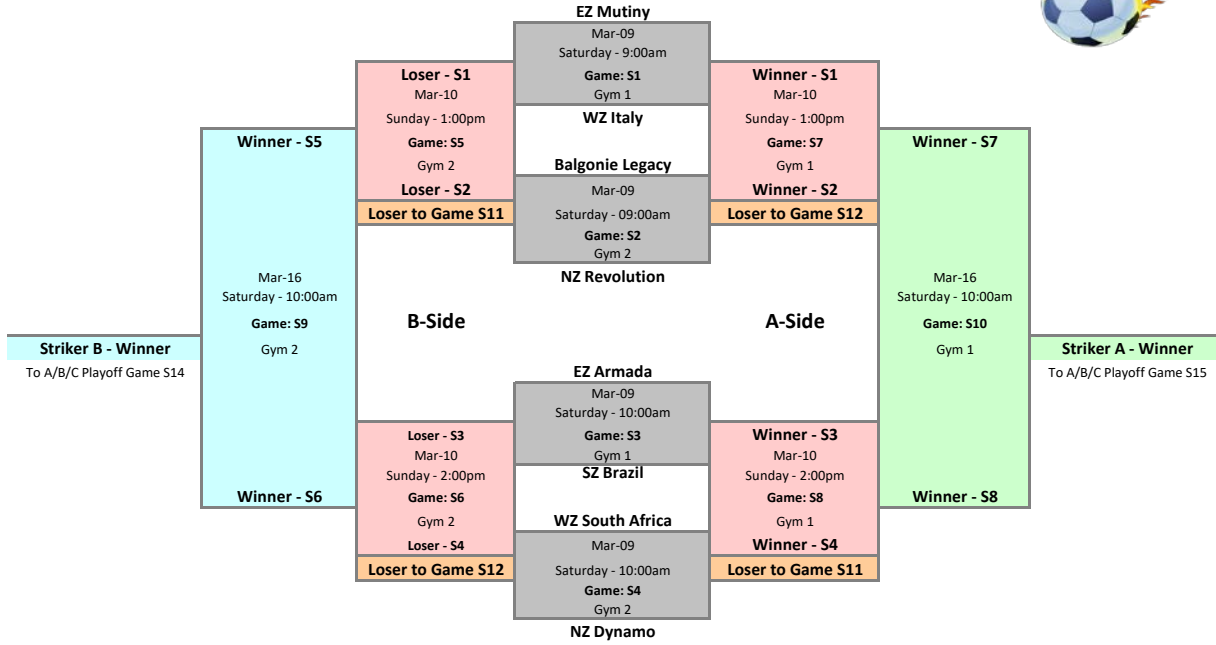 EZ Mutiny
Mar-09
Saturday - 9:00am
Game: S1
Gym 1
WZ Italy
Balgonie Legacy
Mar-09
Saturday - 09:00am
Game: S2
Gym 2
NZ Revolution
Loser - S1
Mar-10
Sunday - 1:00pm
Game: S5
Gym 2
Loser - S2
Loser to Game S11
Winner - S1
Mar-10
Sunday - 1:00pm
Game: S7
Gym 1
Winner - S2
Loser to Game S12
Winner - S5
Mar-16
Saturday - 10:00am
Game: S9
Gym 2
Winner - S6
Winner - S7
Mar-16
Saturday - 10:00am
Game: S10
Gym 1
Winner - S8
B-Side
A-Side
Striker B - Winner
To A/B/C Playoff Game S14
Striker A - Winner
To A/B/C Playoff Game S15
EZ Armada
Mar-09
Saturday - 10:00am
Game: S3
Gym 1
SZ Brazil
WZ South Africa
Mar-09
Saturday - 10:00am
Game: S4
Gym 2
NZ Dynamo
Loser - S3
Mar-10
Sunday - 2:00pm
Game: S6
Gym 2
Loser - S4
Loser to Game S12
Winner - S3
Mar-10
Sunday - 2:00pm
Game: S8
Gym 1
Winner - S4
Loser to Game S11